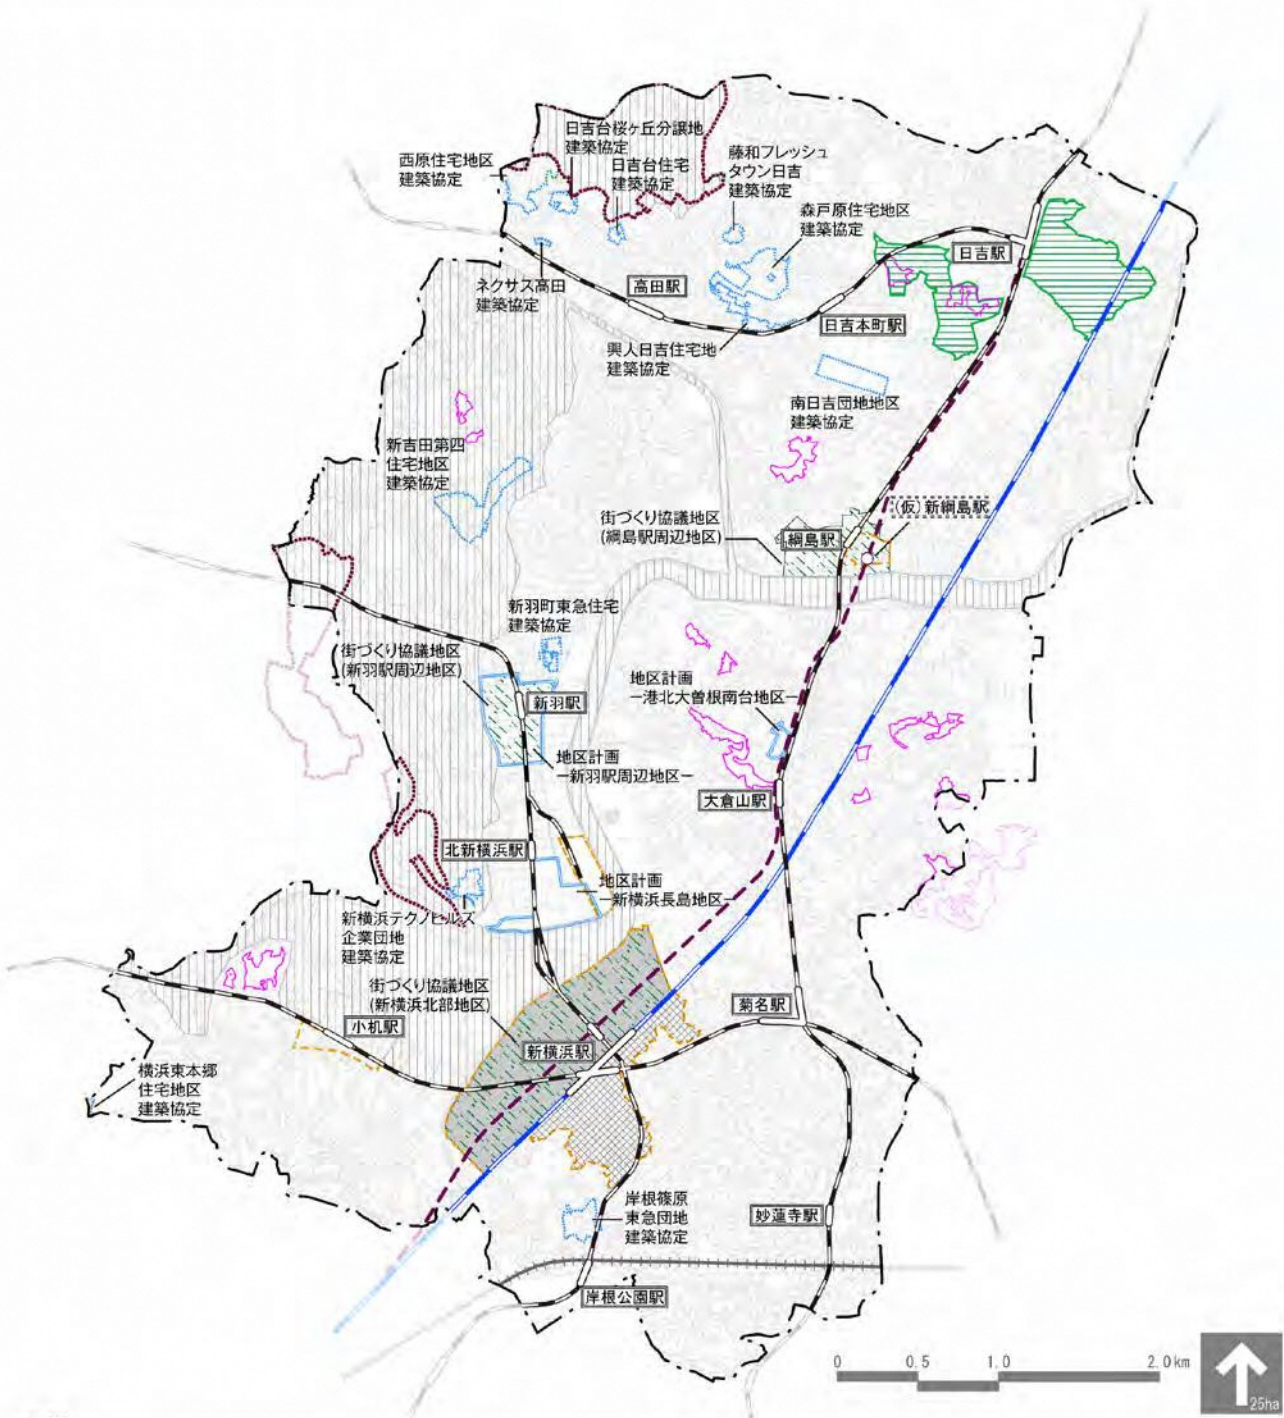 日吉台桜ヶ丘分譲地
建築協定
西原住宅地区
建築協定
日吉台住宅
建築協定
藤和フレッシュ
タウン日吉
建築協定
森戸原住宅地区
建築協定
日吉駅
ネクサス高田
建築協定
高田駅
日吉本町駅
興人日吉住宅地
建築協定
南日吉団地地区
建築協定
新吉田第四
住宅地区
建築協定
(仮)新綱島駅
街づくり協議地区
(綱島駅周辺地区)
綱島駅
新羽町東急住宅
建築協定
街づくり協議地区
(新羽駅周辺地区)
地区計画
－港北大曽根南台地区－
新羽駅
地区計画
－新羽駅周辺地区－
大倉山駅
北新横浜駅
地区計画
－新横浜長島地区－
新横浜テクノヒルズ
企業団地
建築協定
街づくり協議地区
(新横浜北部地区)
菊名駅
小机駅
新横浜駅
横浜東本郷
住宅地区
建築協定
岸根篠原
東急団地
建築協定
妙蓮寺駅
岸根公園駅
0 0.5 1.0 2.0km
25ha